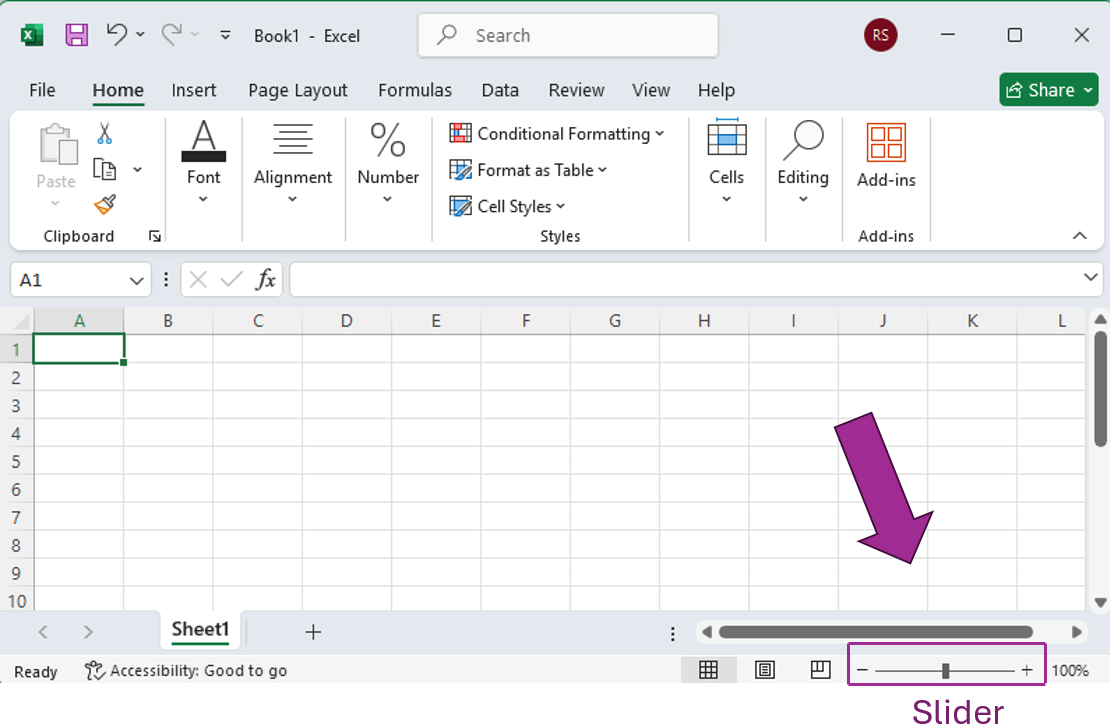 Book1 - Excel
Search
RS
File Home Insert Page Layout Formulas Data Review View Help Share
Paste
Clipboard
A
Font
Alignment
%
Number
Conditional Formatting
Format as Table
Cell Styles
Styles
Cells
Editing
Add-ins
Add-ins
A1
fx
A B C D E F G H I J K L
1
2
3
4
5
6
7
8
9
10
Sheet1 +
Ready Accessibility: Good to go − + 100%
Slider